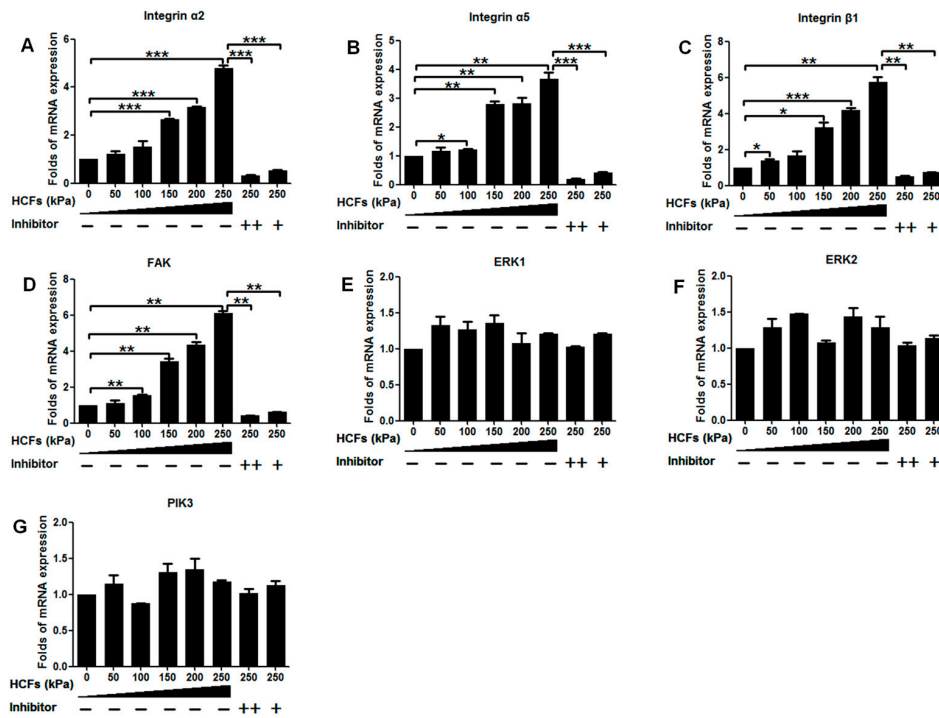 Integrin α2
A
Folds of mRNA expression
6
4
2
0
***
***
***
***
***
0 50 100 150 200 250 250 250
HCFs (kPa)
Inhibitor
– – – – – – ++ +
Integrin α5
B
Folds of mRNA expression
5
4
3
2
1
0
**
**
**
*
***
***
0 50 100 150 200 250 250 250
HCFs (kPa)
Inhibitor
– – – – – – ++ +
Integrin β1
C
Folds of mRNA expression
8
6
4
2
0
**
***
*
*
**
**
0 50 100 150 200 250 250 250
HCFs (kPa)
Inhibitor
– – – – – – ++ +
FAK
D
Folds of mRNA expression
8
6
4
2
0
**
**
**
**
**
**
0 50 100 150 200 250 250 250
HCFs (kPa)
Inhibitor
– – – – – – ++ +
ERK1
E
Folds of mRNA expression
2.0
1.5
1.0
0.5
0.0
0 50 100 150 200 250 250 250
HCFs (kPa)
Inhibitor
– – – – – – ++ +
ERK2
F
Folds of mRNA expression
2.0
1.5
1.0
0.5
0.0
0 50 100 150 200 250 250 250
HCFs (kPa)
Inhibitor
– – – – – – ++ +
PIK3
G
Folds of mRNA expression
2.0
1.5
1.0
0.5
0.0
0 50 100 150 200 250 250 250
HCFs (kPa)
Inhibitor
– – – – – – ++ +